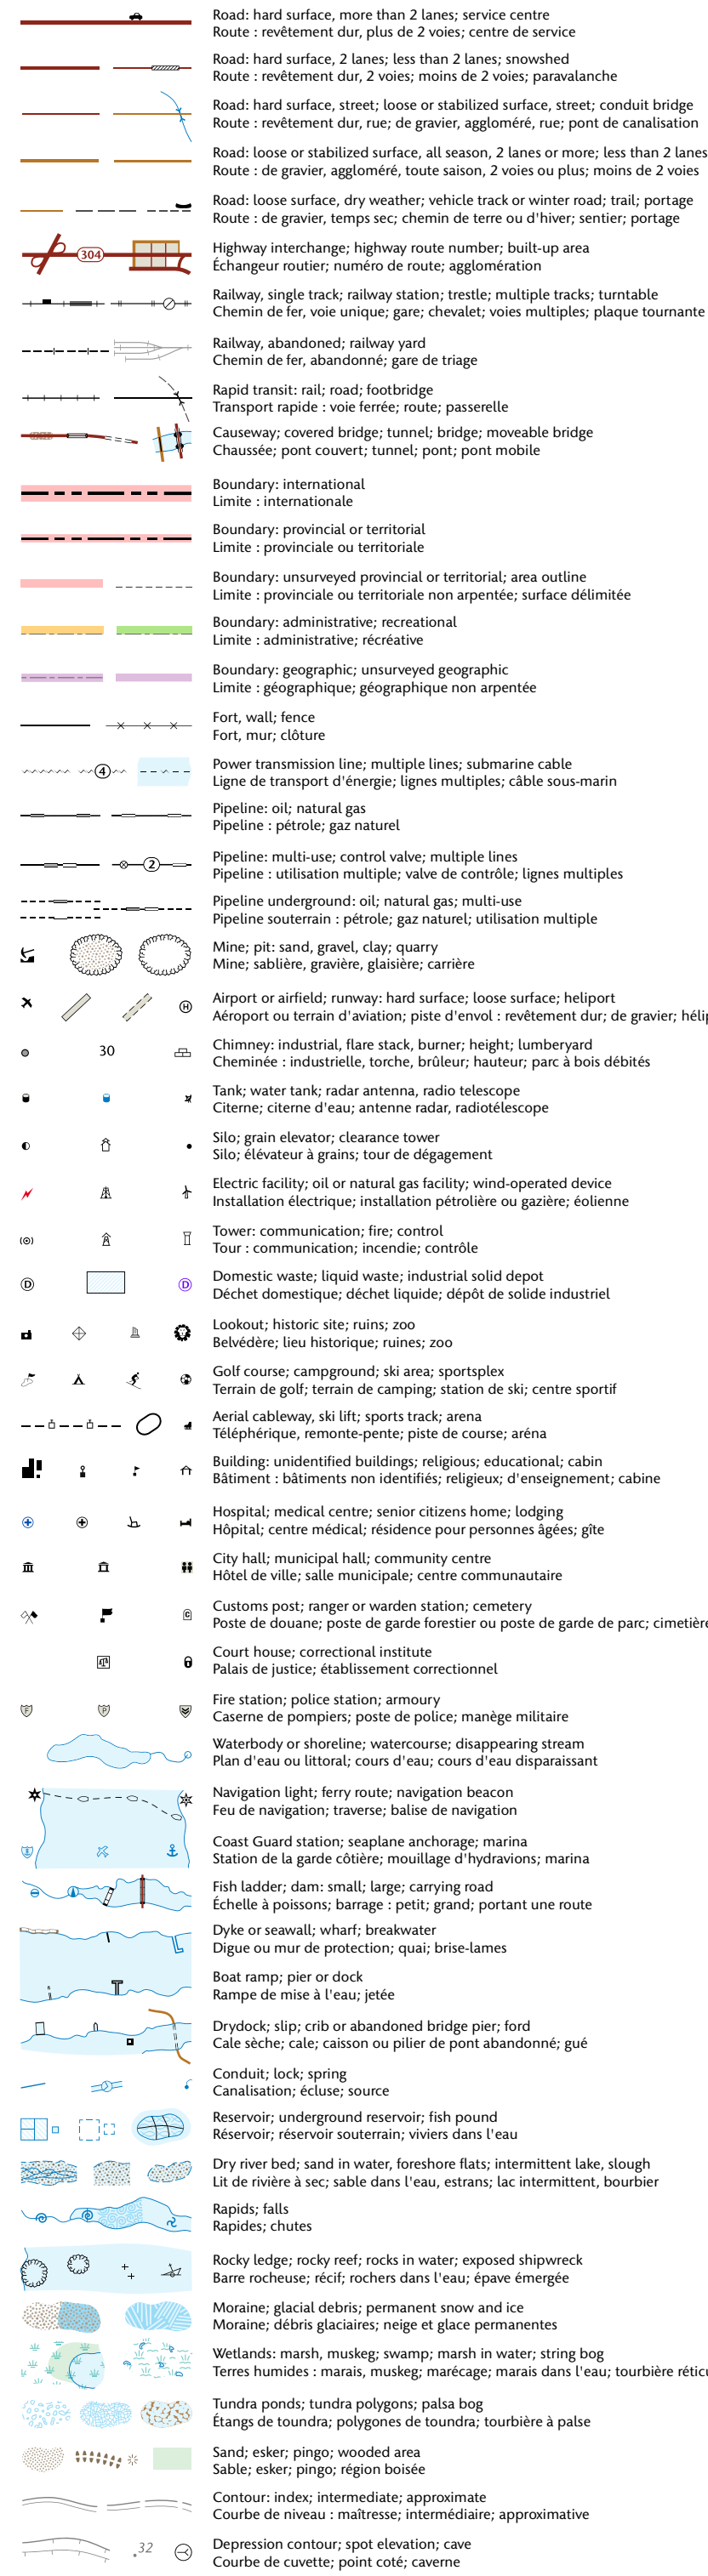 Road: hard surface, more than 2 lanes; service centre
Route : revêtement dur, plus de 2 voies; centre de service
Road: hard surface, 2 lanes; less than 2 lanes; snowshed
Route : revêtement dur, 2 voies; moins de 2 voies; paravalanche
Road: hard surface, street; loose or stabilized surface, street; conduit bridge
Route : revêtement dur, rue; de gravier, aggloméré, rue; pont de canalisation
Road: loose or stabilized surface, all season, 2 lanes or more; less than 2 lanes
Route : de gravier, aggloméré, toute saison, 2 voies ou plus; moins de 2 voies
Road: loose surface, dry weather; vehicle track or winter road; trail; portage
Route : de gravier, temps sec; chemin de terre ou d'hiver; sentier; portage
304
Highway interchange; highway route number; built-up area
Échangeur routier; numéro de route; agglomération
Railway, single track; railway station; trestle; multiple tracks; turntable
Chemin de fer, voie unique; gare; chevalet; voies multiples; plaque tournante
Railway, abandoned; railway yard
Chemin de fer, abandonné; gare de triage
Rapid transit: rail; road; footbridge
Transport rapide : voie ferrée; route; passerelle
Causeway; covered bridge; tunnel; bridge; moveable bridge
Chaussée; pont couvert; tunnel; pont; pont mobile
Boundary: international
Limite : internationale
Boundary: provincial or territorial
Limite : provinciale ou territoriale
Boundary: unsurveyed provincial or territorial; area outline
Limite : provinciale ou territoriale non arpentée; surface délimitée
Boundary: administrative; recreational
Limite : administrative; récréative
Boundary: geographic; unsurveyed geographic
Limite : géographique; géographique non arpentée
Fort, wall; fence
Fort, mur; clôture
4
Power transmission line; multiple lines; submarine cable
Ligne de transport d'énergie; lignes multiples; câble sous-marin
Pipeline: oil; natural gas
Pipeline : pétrole; gaz naturel
2
Pipeline: multi-use; control valve; multiple lines
Pipeline : utilisation multiple; valve de contrôle; lignes multiples
Pipeline underground: oil; natural gas; multi-use
Pipeline souterrain : pétrole; gaz naturel; utilisation multiple
Mine; pit: sand, gravel, clay; quarry
Mine; sablière, gravière, glaisière; carrière
H
Airport or airfield; runway: hard surface; loose surface; heliport
Aéroport ou terrain d'aviation; piste d'envol : revêtement dur; de gravier; hélip
30
Chimney: industrial, flare stack, burner; height; lumberyard
Cheminée : industrielle, torche, brûleur; hauteur; parc à bois débités
Tank; water tank; radar antenna, radio telescope
Citerne; citerne d'eau; antenne radar, radiotélescope
Silo; grain elevator; clearance tower
Silo; élévateur à grains; tour de dégagement
Electric facility; oil or natural gas facility; wind-operated device
Installation électrique; installation pétrolière ou gazière; éolienne
Tower: communication; fire; control
Tour : communication; incendie; contrôle
D D
Domestic waste; liquid waste; industrial solid depot
Déchet domestique; déchet liquide; dépôt de solide industriel
Lookout; historic site; ruins; zoo
Belvédère; lieu historique; ruines; zoo
Golf course; campground; ski area; sportsplex
Terrain de golf; terrain de camping; station de ski; centre sportif
Aerial cableway, ski lift; sports track; arena
Téléphérique, remonte-pente; piste de course; aréna
Building: unidentified buildings; religious; educational; cabin
Bâtiment : bâtiments non identifiés; religieux; d'enseignement; cabine
Hospital; medical centre; senior citizens home; lodging
Hôpital; centre médical; résidence pour personnes âgées; gîte
City hall; municipal hall; community centre
Hôtel de ville; salle municipale; centre communautaire
C
Customs post; ranger or warden station; cemetery
Poste de douane; poste de garde forestier ou poste de garde de parc; cimetière
Court house; correctional institute
Palais de justice; établissement correctionnel
F P
Fire station; police station; armoury
Caserne de pompiers; poste de police; manège militaire
Waterbody or shoreline; watercourse; disappearing stream
Plan d'eau ou littoral; cours d'eau; cours d'eau disparaissant
Navigation light; ferry route; navigation beacon
Feu de navigation; traverse; balise de navigation
Coast Guard station; seaplane anchorage; marina
Station de la garde côtière; mouillage d'hydravions; marina
Fish ladder; dam: small; large; carrying road
Échelle à poissons; barrage : petit; grand; portant une route
Dyke or seawall; wharf; breakwater
Digue ou mur de protection; quai; brise-lames
Boat ramp; pier or dock
Rampe de mise à l'eau; jetée
Drydock; slip; crib or abandoned bridge pier; ford
Cale sèche; cale; caisson ou pilier de pont abandonné; gué
Conduit; lock; spring
Canalisation; écluse; source
Reservoir; underground reservoir; fish pound
Réservoir; réservoir souterrain; viviers dans l'eau
Dry river bed; sand in water, foreshore flats; intermittent lake, slough
Lit de rivière à sec; sable dans l'eau, estrans; lac intermittent, bourbier
Rapids; falls
Rapides; chutes
Rocky ledge; rocky reef; rocks in water; exposed shipwreck
Barre rocheuse; récif; rochers dans l'eau; épave émergée
Moraine; glacial debris; permanent snow and ice
Moraine; débris glaciaires; neige et glace permanentes
Wetlands: marsh, muskeg; swamp; marsh in water; string bog
Terres humides : marais, muskeg; marécage; marais dans l'eau; tourbière réticu
Tundra ponds; tundra polygons; palsa bog
Étangs de toundra; polygones de toundra; tourbière à palse
Sand; esker; pingo; wooded area
Sable; esker; pingo; région boisée
Contour: index; intermediate; approximate
Courbe de niveau : maîtresse; intermédiaire; approximative
.32
Depression contour; spot elevation; cave
Courbe de cuvette; point coté; caverne